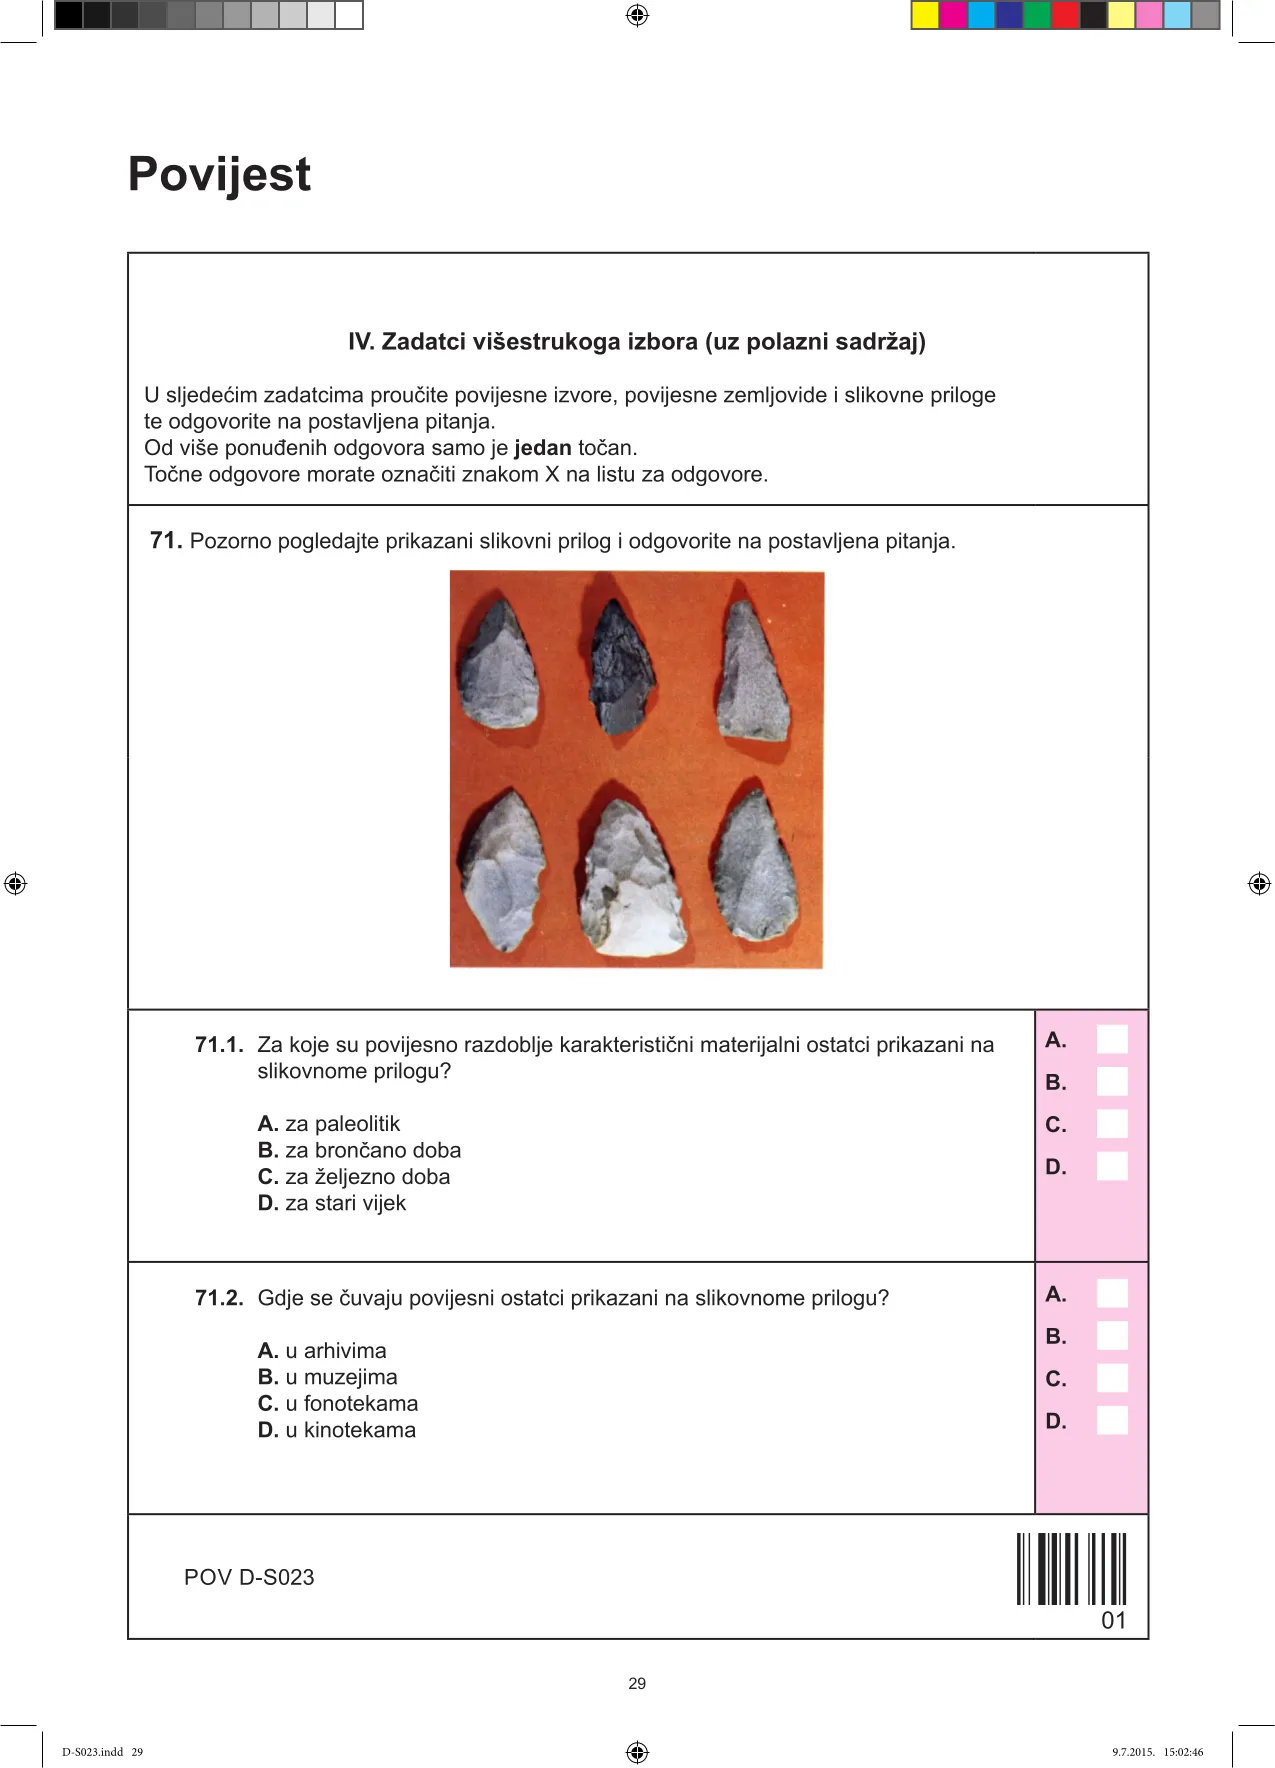 Povijest
IV. Zadatci višestrukoga izbora (uz polazni sadržaj)
U sljedećim zadatcima proučite povijesne izvore, povijesne zemljovide i slikovne priloge
te odgovorite na postavljena pitanja.
Od više ponuđenih odgovora samo je jedan točan.
Točne odgovore morate označiti znakom X na listu za odgovore.
71. Pozorno pogledajte prikazani slikovni prilog i odgovorite na postavljena pitanja.
71.1. Za koje su povijesno razdoblje karakteristični materijalni ostatci prikazani na
slikovnome prilogu?
A. za paleolitik
B. za brončano doba
C. za željezno doba
D. za stari vijek
A.
B.
C.
D.
71.2. Gdje se čuvaju povijesni ostatci prikazani na slikovnome prilogu?
A. u arhivima
B. u muzejima
C. u fonotekama
D. u kinotekama
A.
B.
C.
D.
POV D-S023
01
29
D-S023.indd 29
9.7.2015. 15:02:46